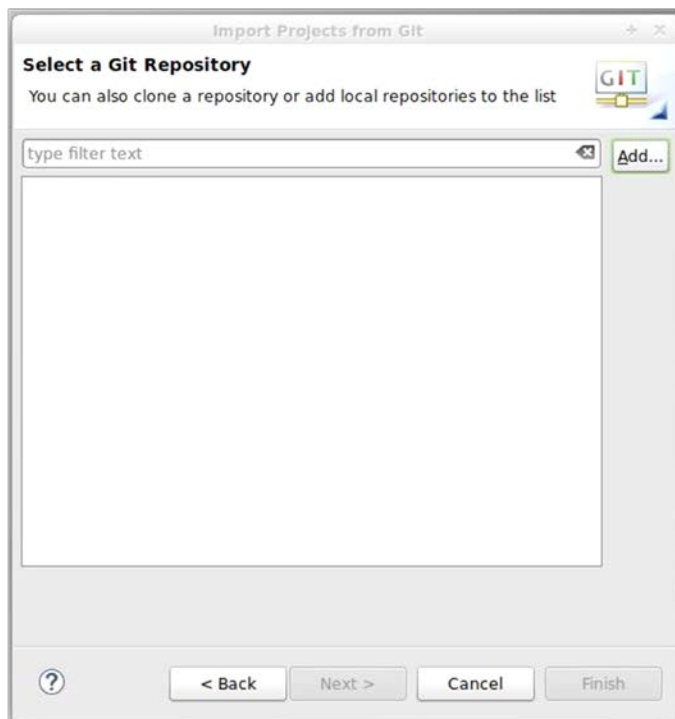 Import Projects from Git
Select a Git Repository
GIT
You can also clone a repository or add local repositories to the list
type filter text
Add...
?
< Back
Next >
Cancel
Finish